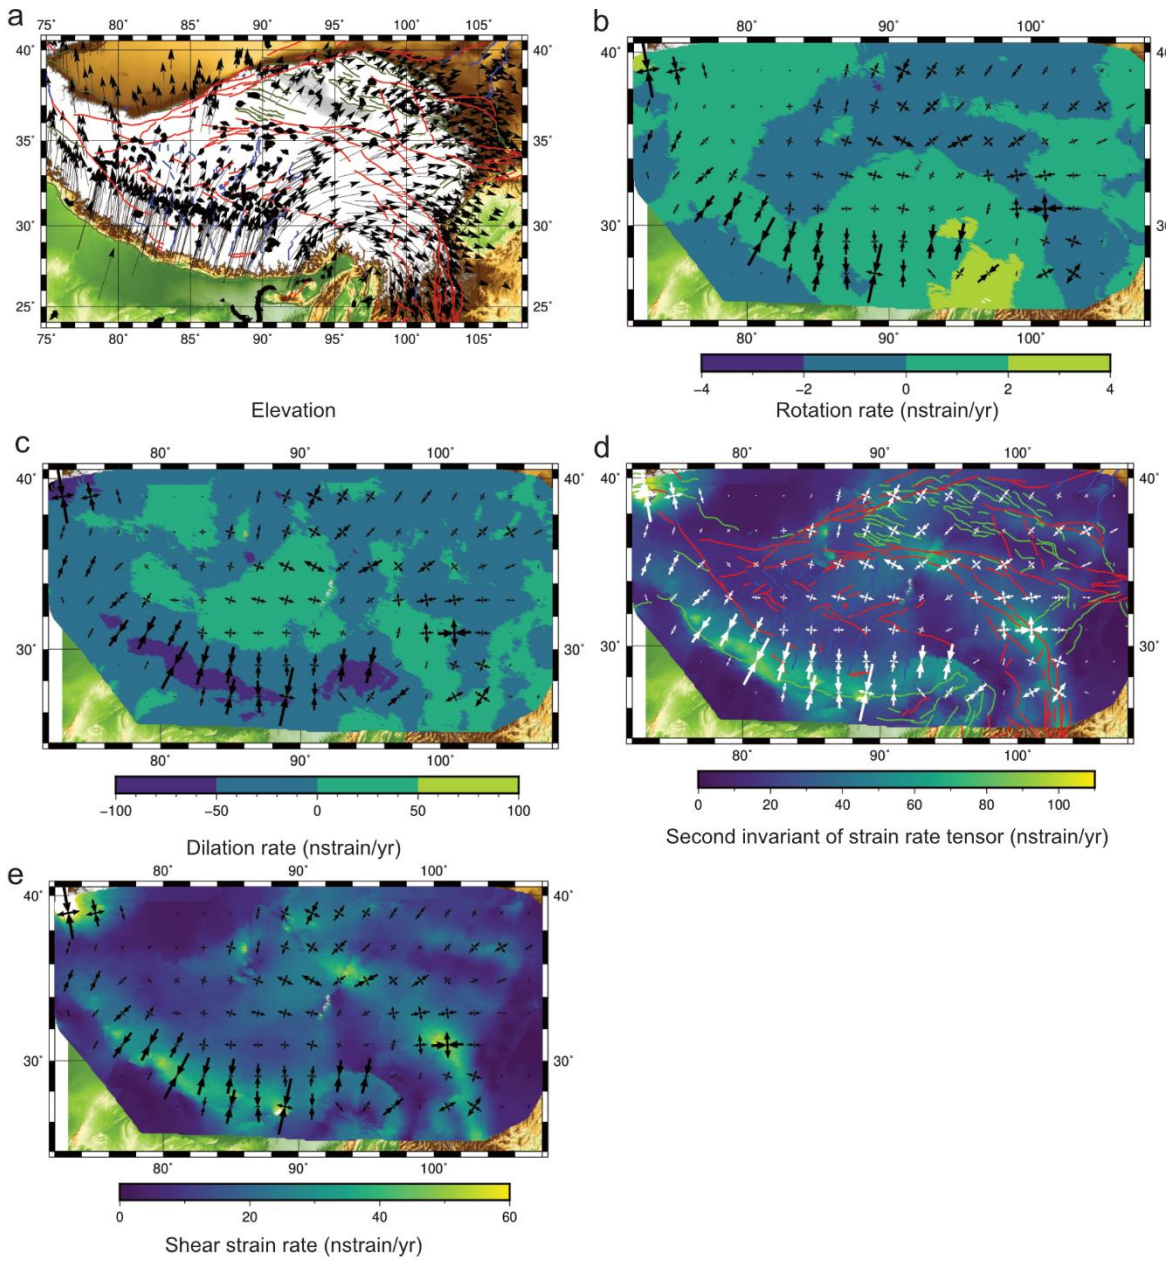 a
75° 80° 85° 90° 95° 100° 105°
40° 40°
35° 35°
30° 30°
25° 25°
75° 80° 85° 90° 95° 100° 105°
Elevation
b
80° 90° 100°
40° 40°
30° 30°
80° 90° 100°
−4 −2 0 2 4
Rotation rate (nstrain/yr)
c
80° 90° 100°
40° 40°
30° 30°
80° 90° 100°
−100 −50 0 50 100
Dilation rate (nstrain/yr)
d
80° 90° 100°
40° 40°
30° 30°
80° 90° 100°
0 20 40 60 80 100
Second invariant of strain rate tensor (nstrain/yr)
e
80° 90° 100°
40° 40°
30° 30°
80° 90° 100°
0 20 40 60
Shear strain rate (nstrain/yr)